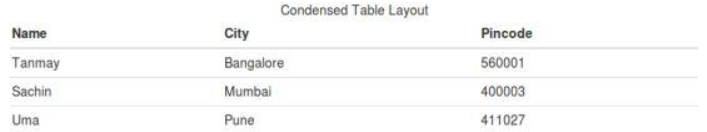 Condensed Table Layout
Name City Pincode
Tanmay Bangalore 560001
Sachin Mumbai 400003
Uma Pune 411027